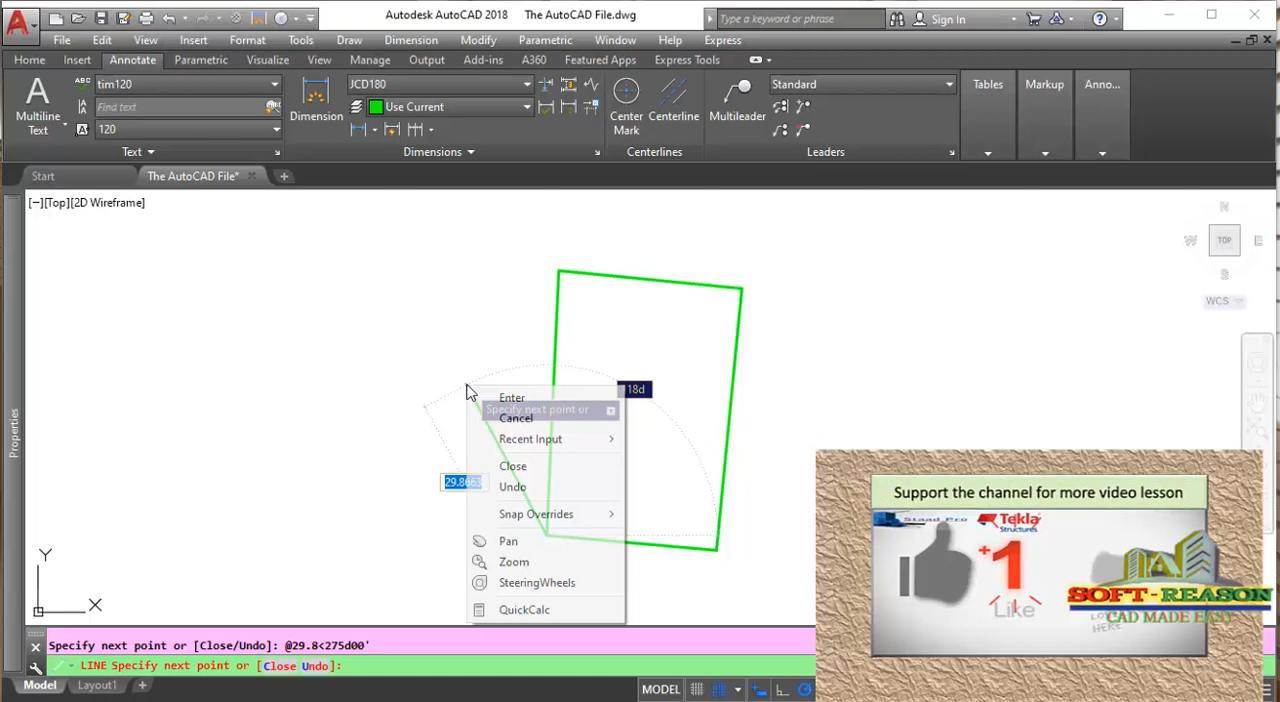 Autodesk AutoCAD 2018 The AutoCAD File.dwg
Type a keyword or phrase
Sign In
File Edit View Insert Format Tools Draw Dimension Modify Parametric Window Help Express
Home Insert Annotate Parametric Visualize View Manage Output Add-ins A360 Featured Apps Express Tools
Multiline
Text
ABC
tim120
Find text
120
Text
Dimension
JCD180
Use Current
Dimensions
Center
Mark
Centerline
Centerlines
Multileader
Standard
Leaders
Tables
Markup
Anno...
Start
The AutoCAD File*
[−][Top][2D Wireframe]
N
W TOP E
S
WCS
Properties
18d
29.8663
Enter
Specify next point or
Cancel
Recent Input
Close
Undo
Snap Overrides
Pan
Zoom
SteeringWheels
QuickCalc
Y
X
Support the channel for more video lesson
Staad Pro
Tekla
Structures
+1
Like
HERE
SOFT-REASON
CAD MADE EASY
Specify next point or [Close/Undo]: @29.8<275d00'
LINE Specify next point or [Close Undo]:
Model Layout1
MODEL